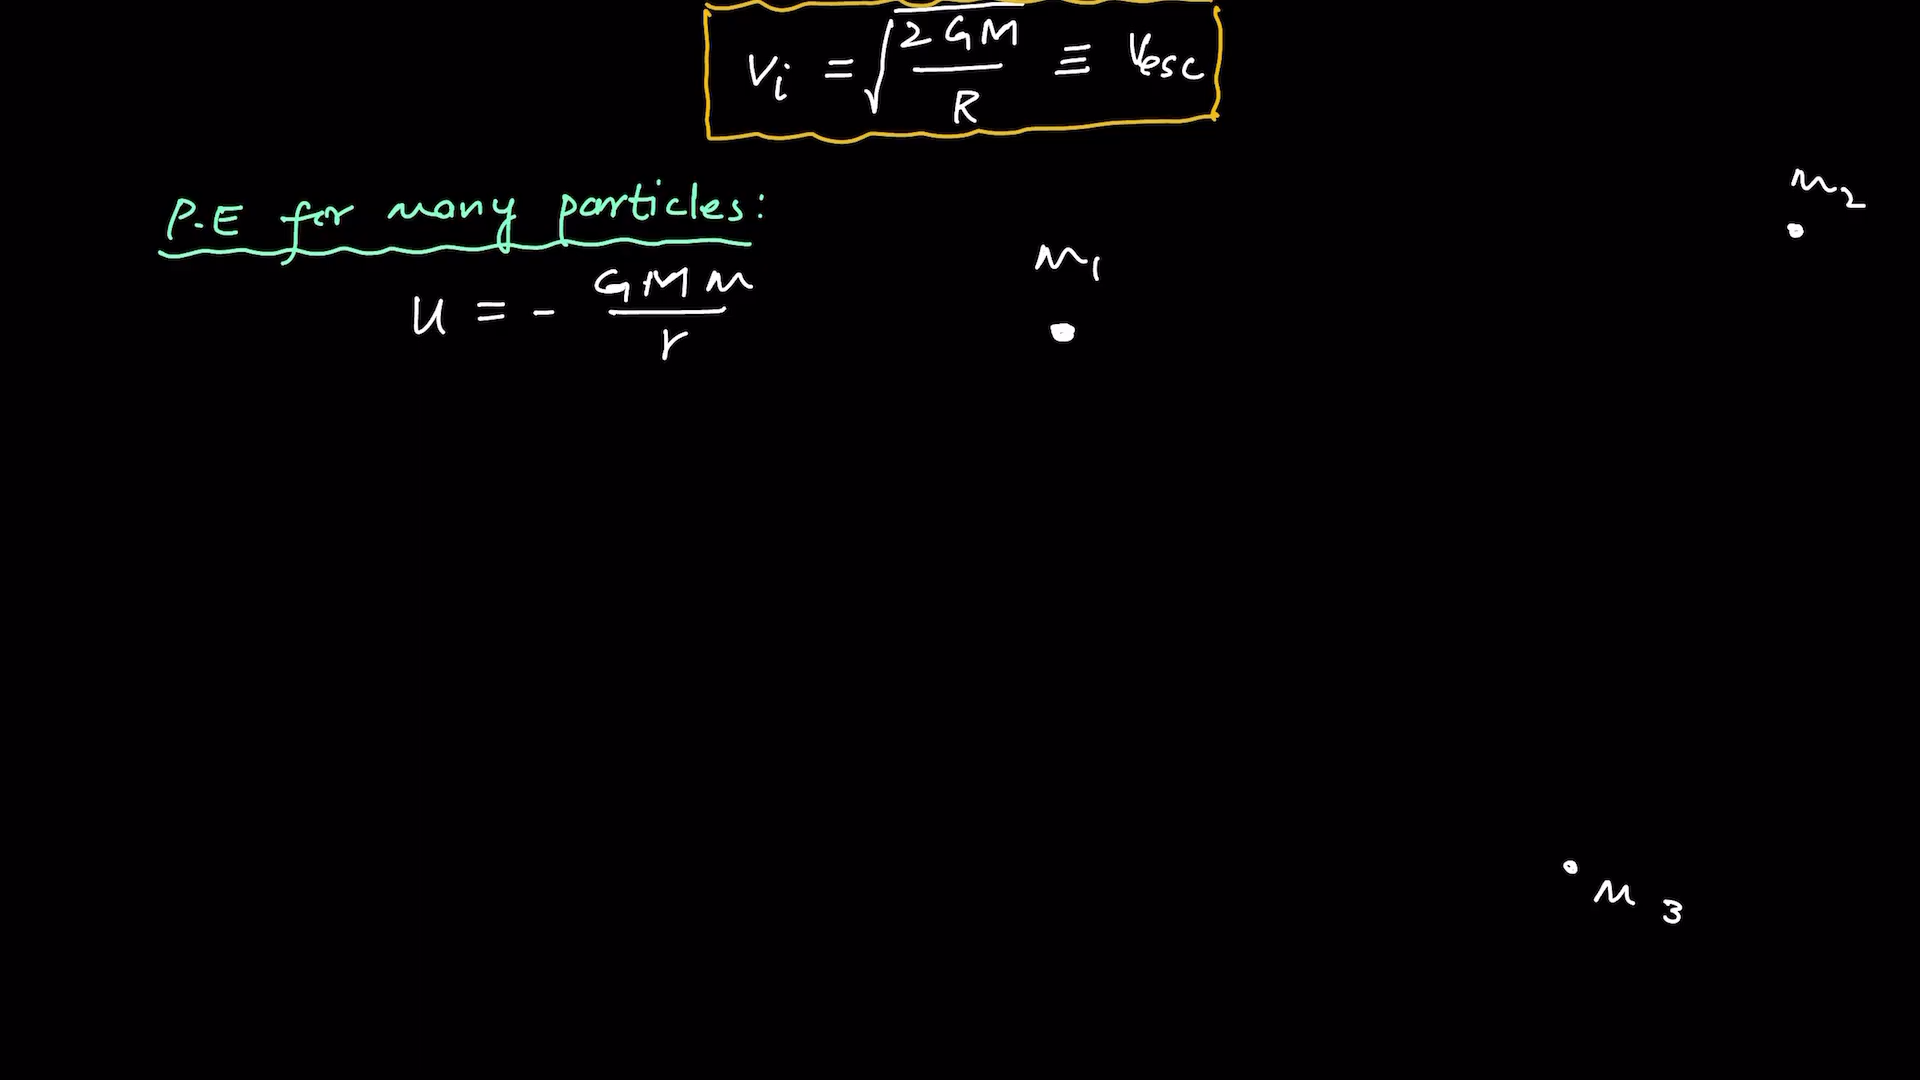 Vi = √(2GM/R) ≡ Vesc
P.E for many particles:
U = - GMm/r
m1
m2
m3